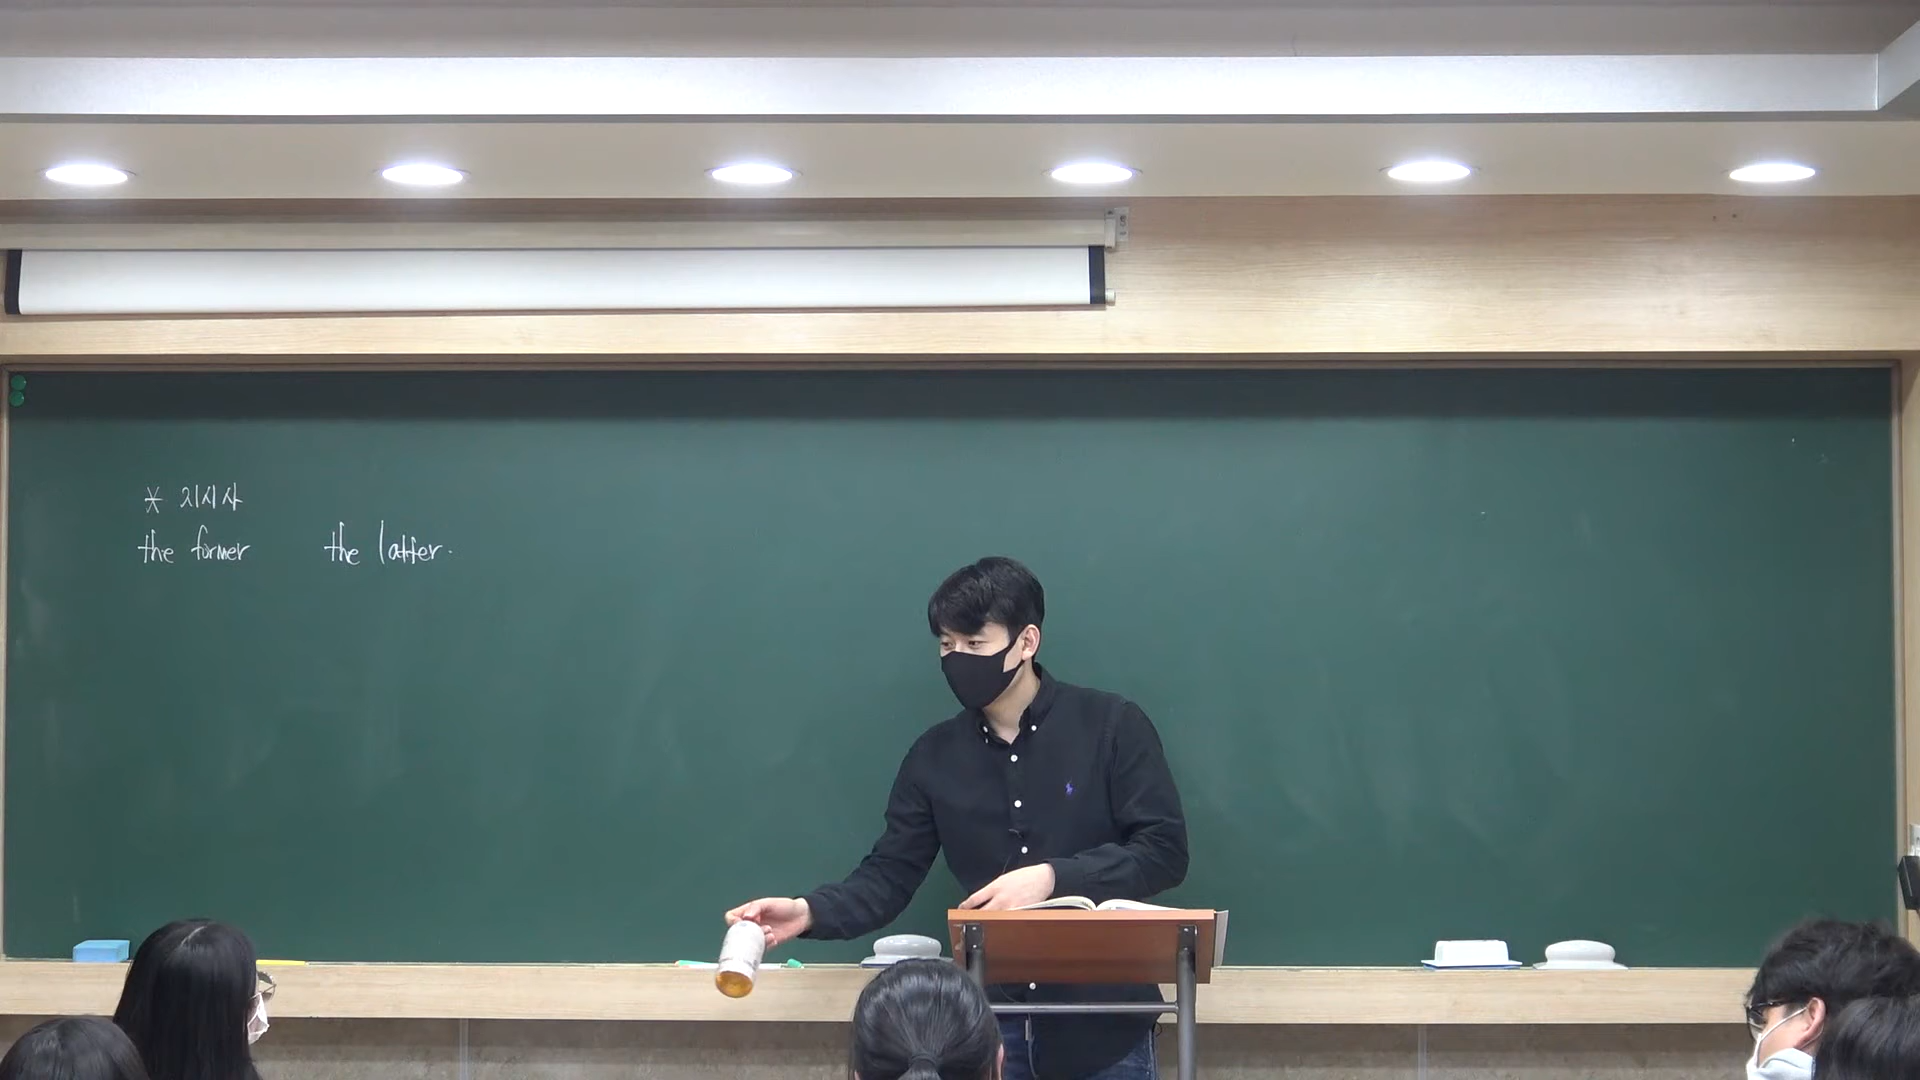 * 지시사
the former the latter.